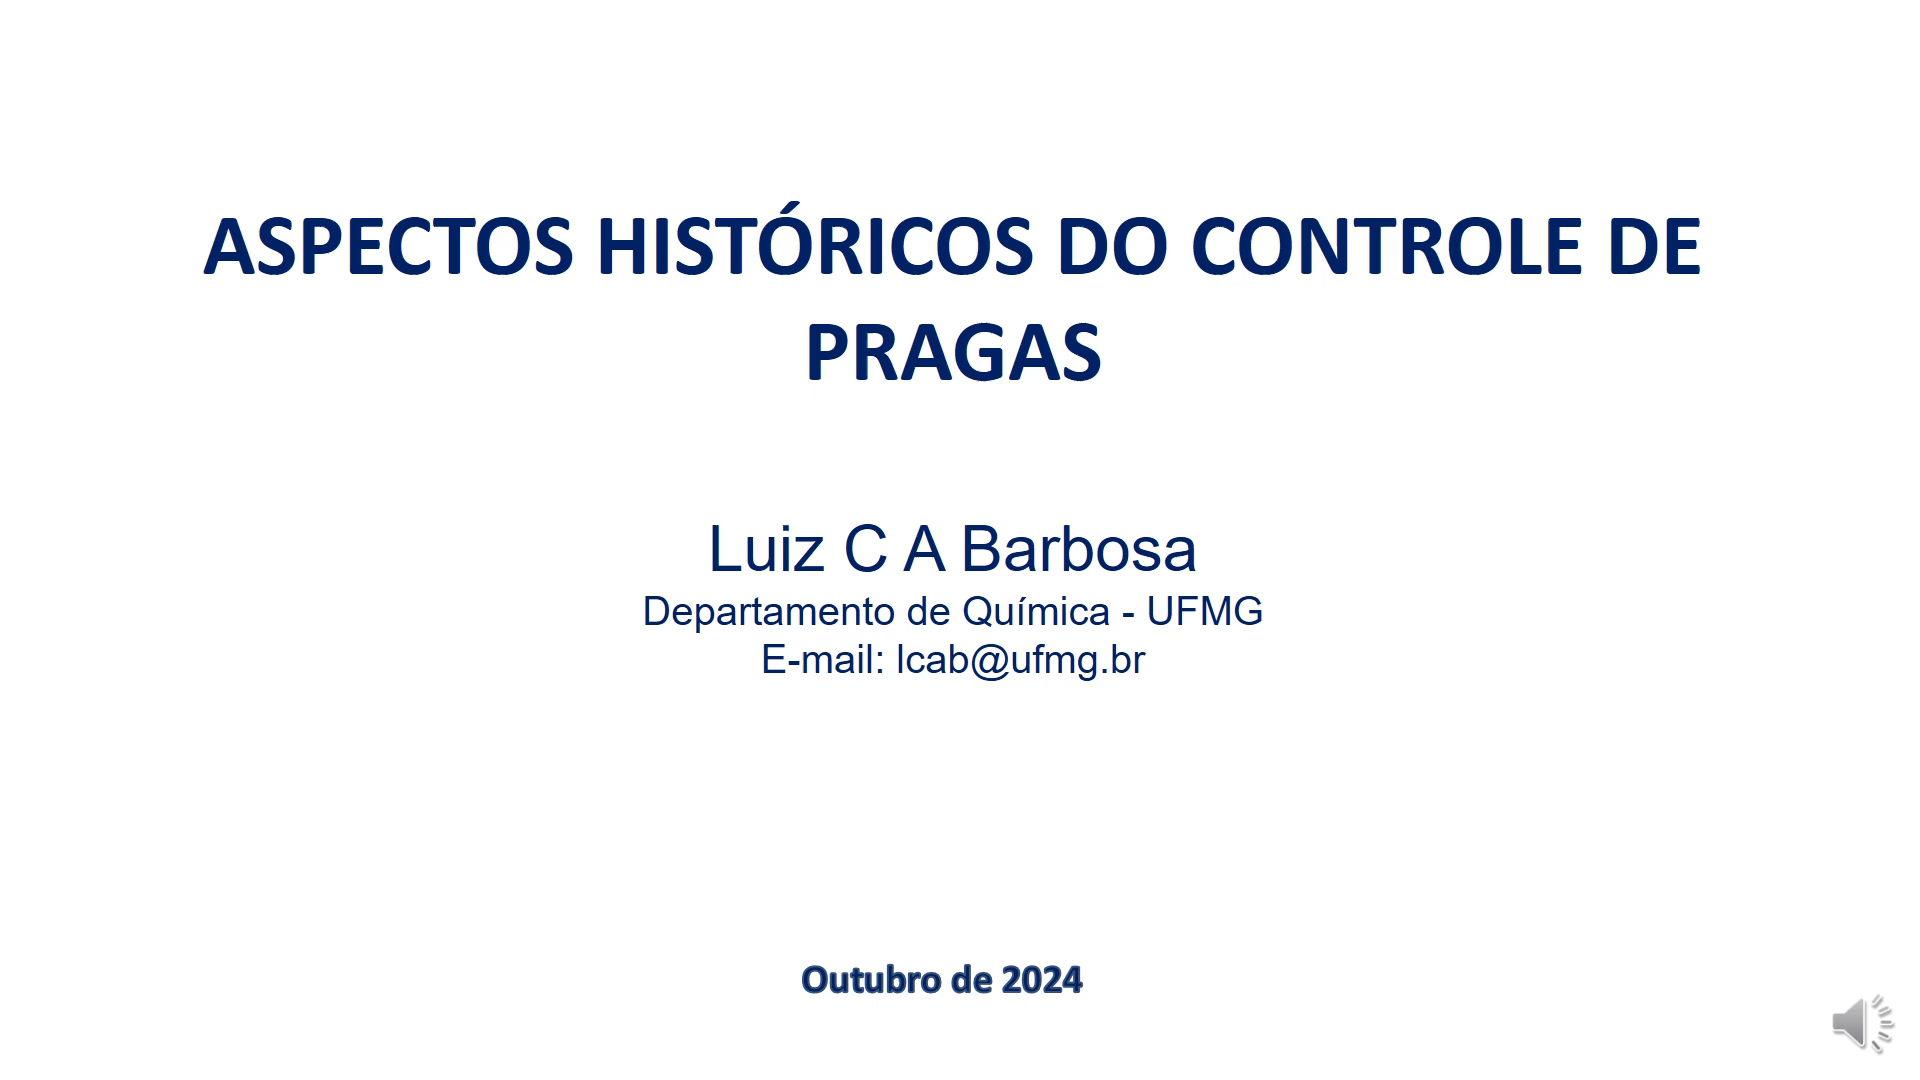 ASPECTOS HISTÓRICOS DO CONTROLE DE
PRAGAS
Luiz C A Barbosa
Departamento de Química - UFMG
E-mail: lcab@ufmg.br
Outubro de 2024